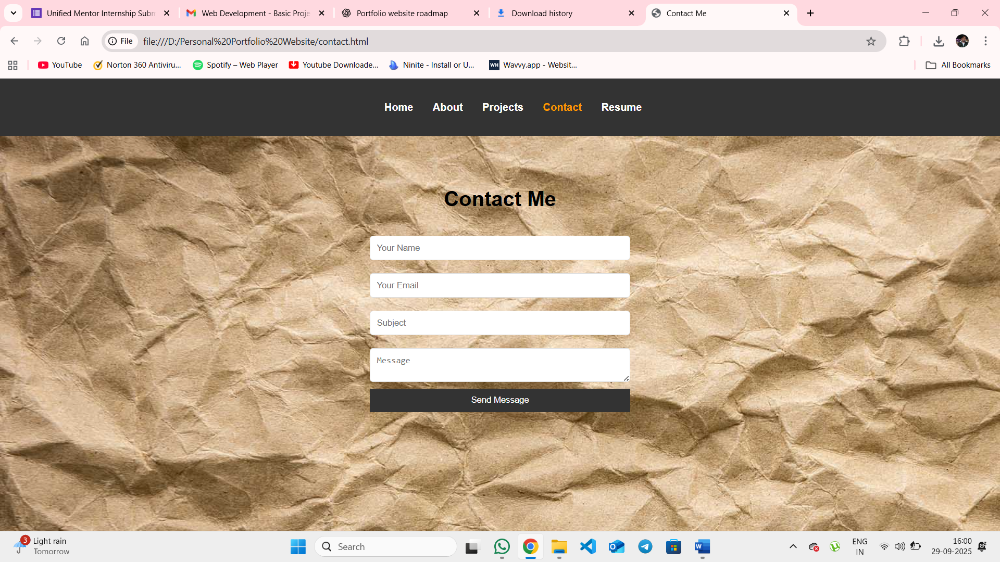 Unified Mentor Internship Subm
Web Development - Basic Proje
Portfolio website roadmap
Download history
Contact Me
File
file:///D:/Personal%20Portfolio%20Website/contact.html
YouTube
Norton 360 Antiviru...
Spotify – Web Player
Youtube Downloade...
Ninite - Install or U...
WH
Wavvy.app - Websit...
All Bookmarks
Home
About
Projects
Contact
Resume
Contact Me
Your Name
Your Email
Subject
Message
Send Message
3
Light rain
Tomorrow
Search
ENG
IN
16:00
29-09-2025